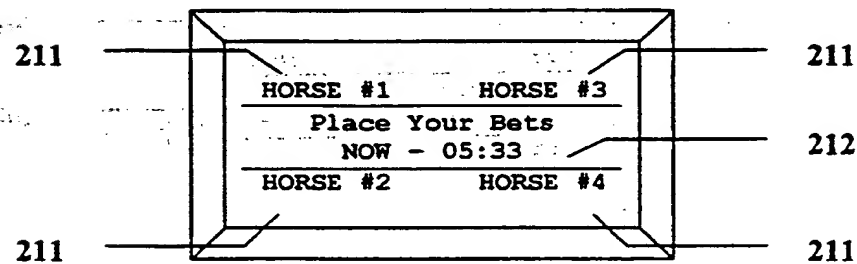 211 211
HORSE #1 HORSE #3
Place Your Bets
NOW - 05:33 212
HORSE #2 HORSE #4
211 211